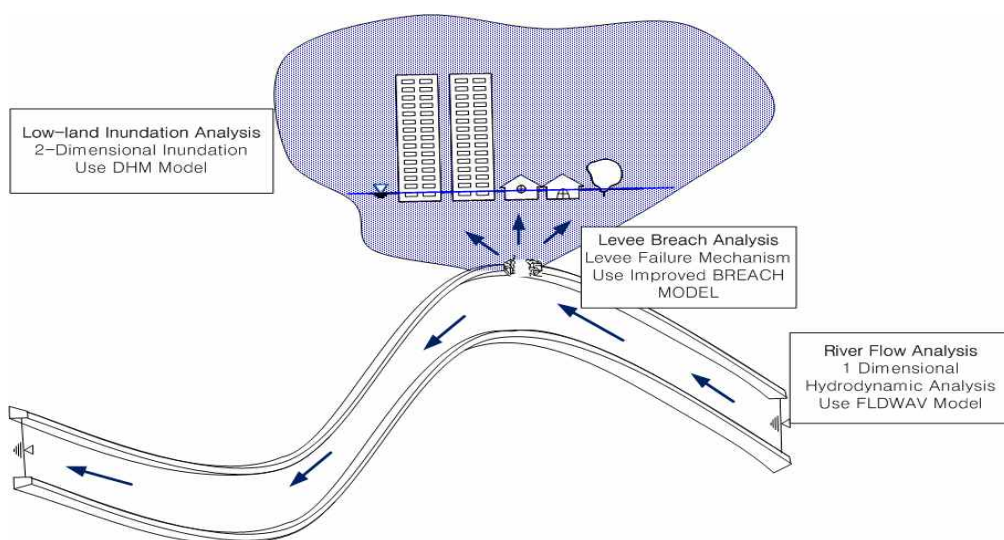 Low-land Inundation Analysis
2-Dimensional Inundation
Use DHM Model
Levee Breach Analysis
Levee Failure Mechanism
Use Improved BREACH
MODEL
River Flow Analysis
1 Dimensional
Hydrodynamic Analysis
Use FLDWAV Model